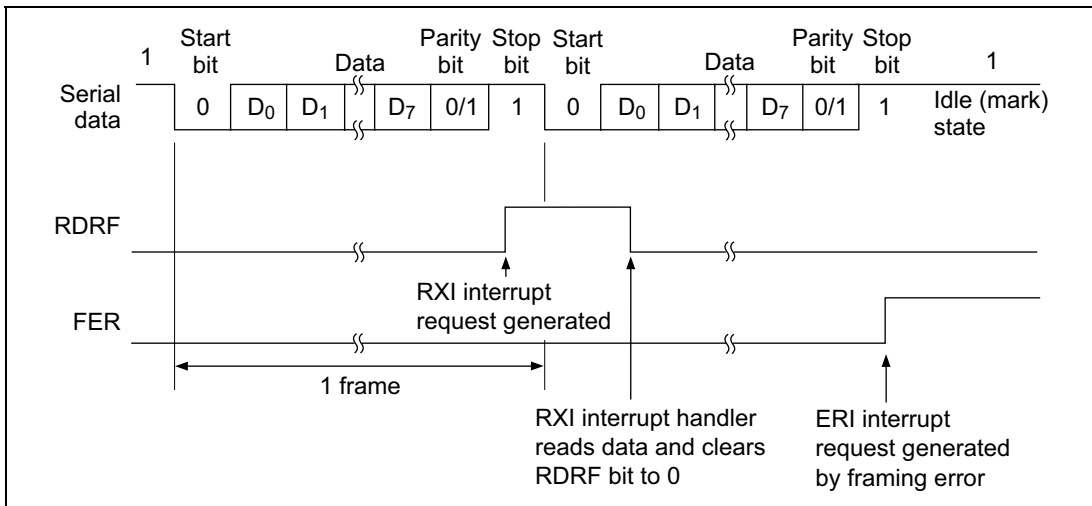 1 Start bit Data Parity bit Stop bit Start bit Data Parity bit Stop bit 1
Serial data 0 D0 D1 D7 0/1 1 0 D0 D1 D7 0/1 1 Idle (mark) state
RDRF
RXI interrupt
request generated
FER
1 frame
RXI interrupt handler
reads data and clears
RDRF bit to 0
ERI interrupt
request generated
by framing error